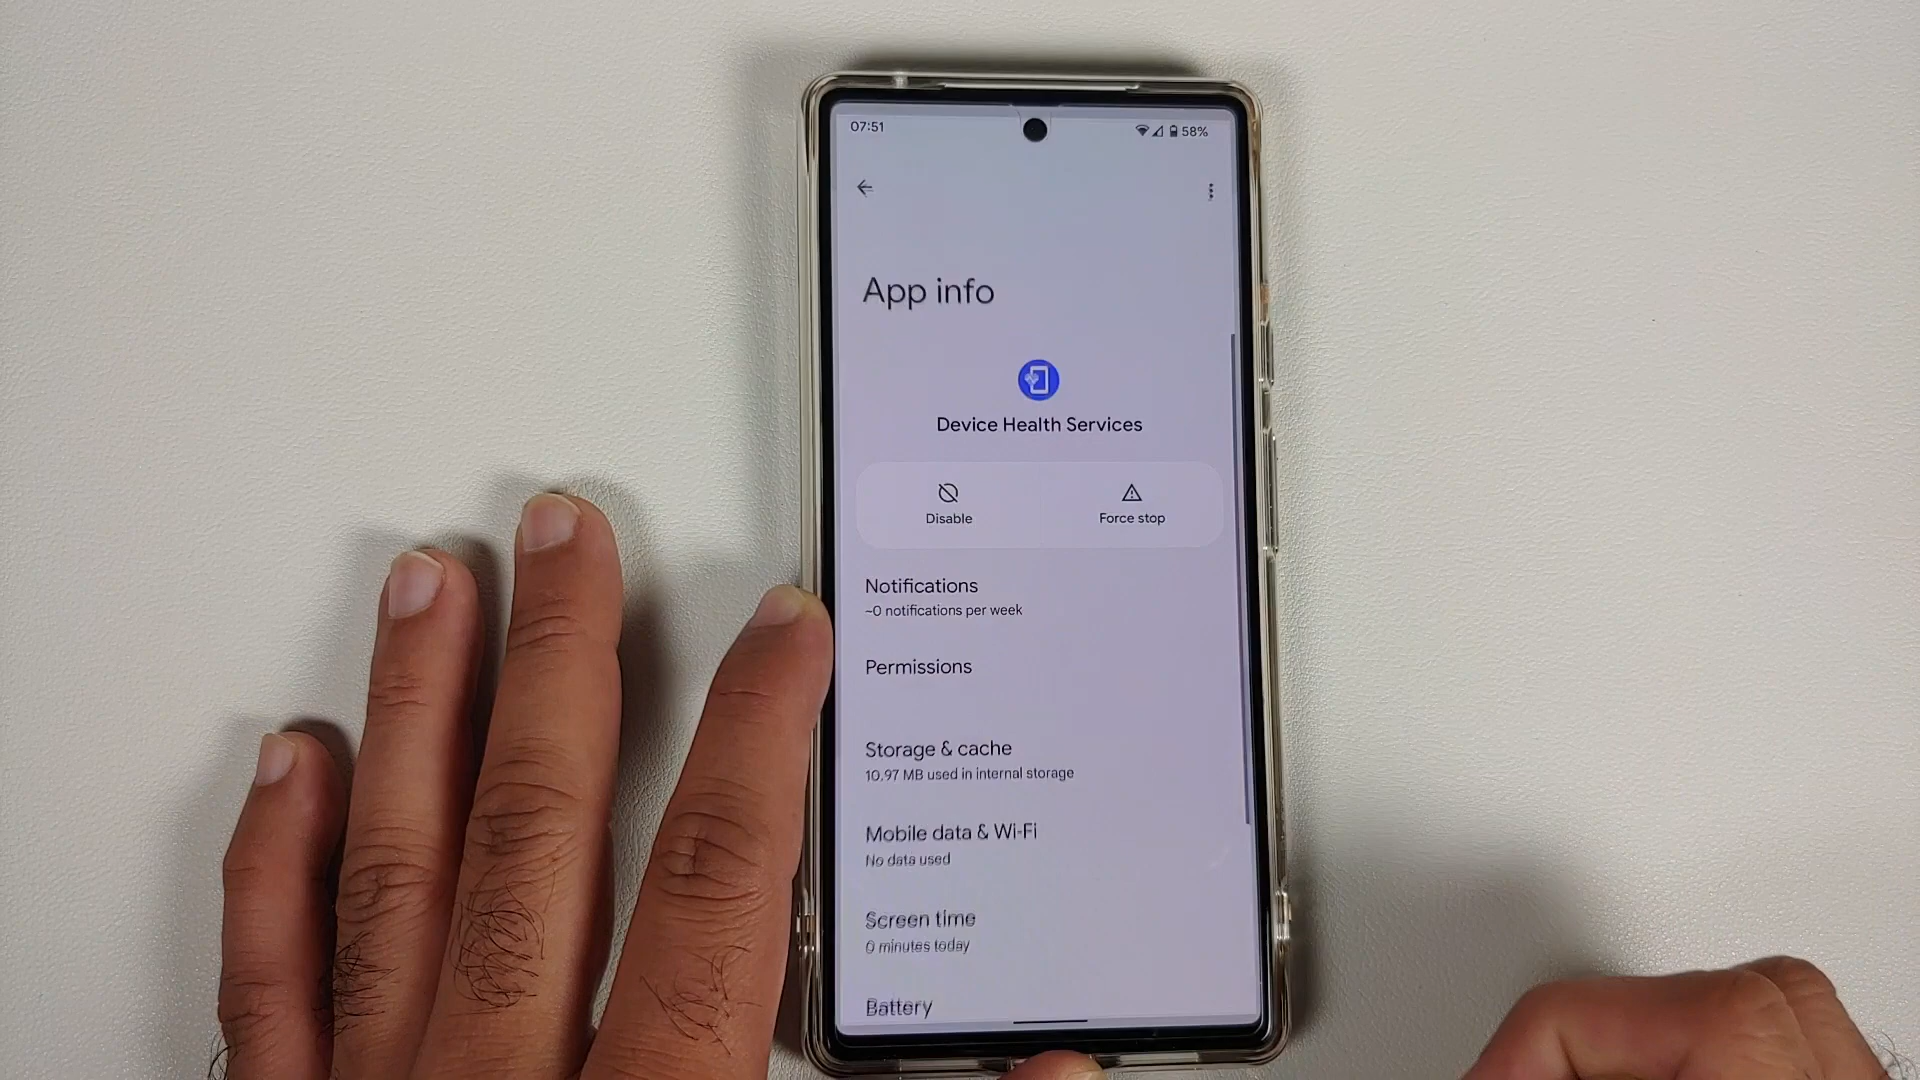 07:51
58%
App info
Device Health Services
Disable
Force stop
Notifications
~0 notifications per week
Permissions
Storage & cache
10.97 MB used in internal storage
Mobile data & Wi-Fi
No data used
Screen time
0 minutes today
Battery